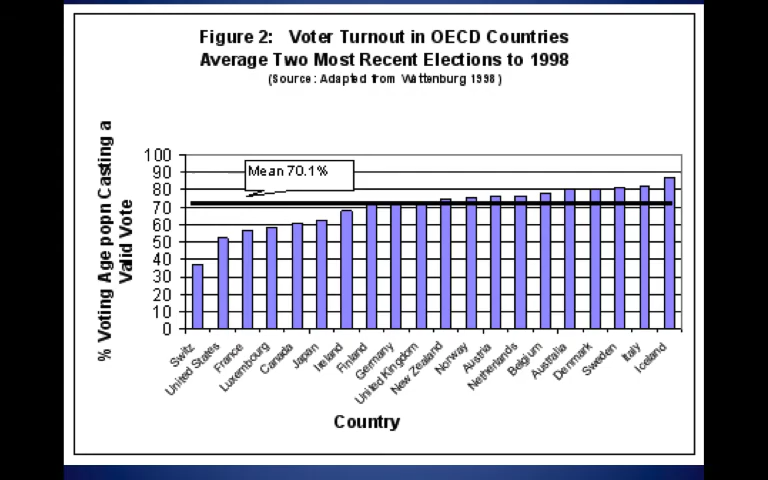 Figure 2: Voter Turnout in OECD Countries
Average Two Most Recent Elections to 1998
(Source: Adapted from Wattenburg 1998)
% Voting Age popn Casting a
Valid Vote
100
90
80
70
60
50
40
30
20
10
0
Mean 70.1%
Switz
United States
France
Luxembourg
Canada
Japan
Ireland
Finland
Germany
United Kingdom
New Zealand
Norway
Austria
Netherlands
Belgium
Australia
Denmark
Sweden
Italy
Iceland
Country